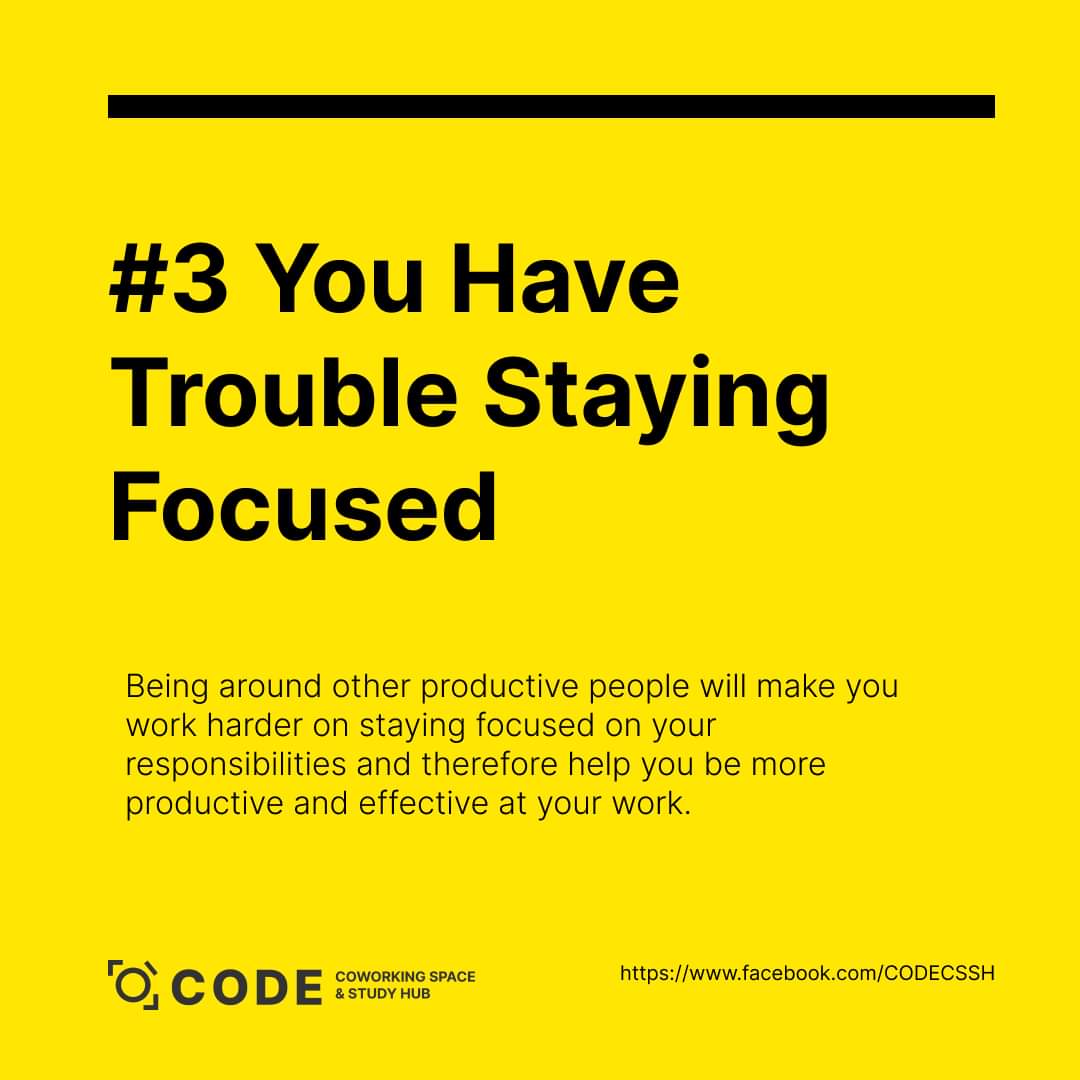 #3 You Have
Trouble Staying
Focused
Being around other productive people will make you
work harder on staying focused on your
responsibilities and therefore help you be more
productive and effective at your work.
CODE
COWORKING SPACE
& STUDY HUB
https://www.facebook.com/CODECSSH